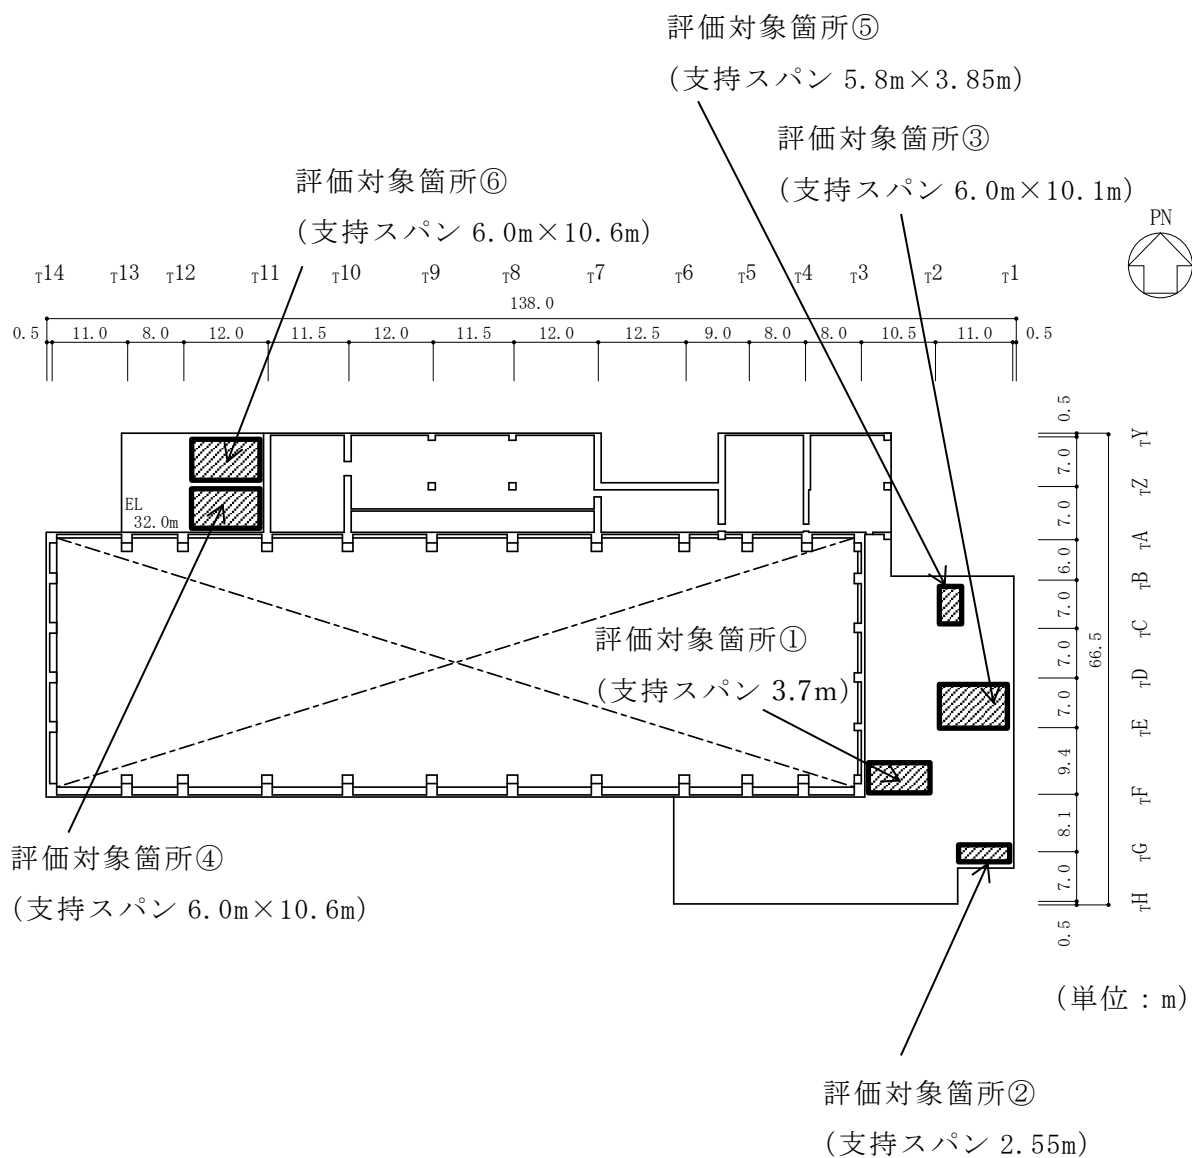 評価対象箇所⑤
(支持スパン 5.8m×3.85m)
評価対象箇所③
(支持スパン 6.0m×10.1m)
評価対象箇所⑥
(支持スパン 6.0m×10.6m)
PN
T14 T13 T12 T11 T10 T9 T8 T7 T6 T5 T4 T3 T2 T1
138.0
0.5 11.0 8.0 12.0 11.5 12.0 11.5 12.0 12.5 9.0 8.0 8.0 10.5 11.0 0.5
0.5
TY
7.0
TZ
7.0
TA
6.0
TB
7.0
TC
7.0
TD
7.0
TE
9.4
TF
8.1
TG
7.0
TH
0.5
66.5
EL
32.0m
評価対象箇所①
(支持スパン 3.7m)
評価対象箇所④
(支持スパン 6.0m×10.6m)
(単位：m)
評価対象箇所②
(支持スパン 2.55m)